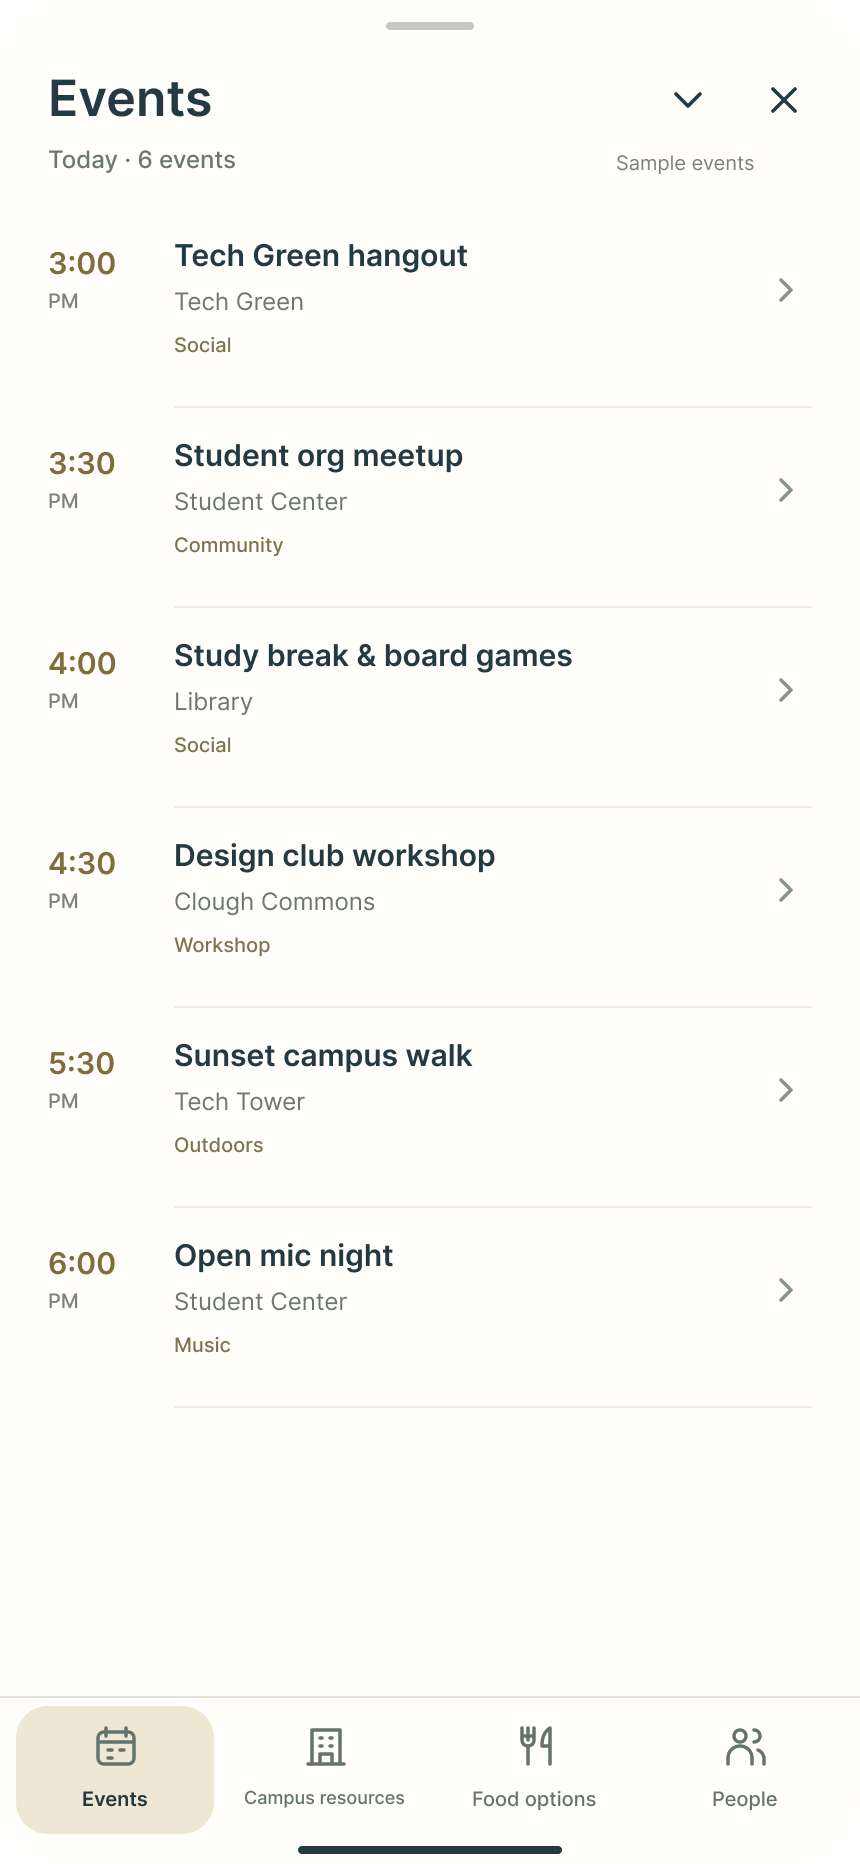 Events
Today · 6 events
Sample events
3:00
PM
Tech Green hangout
Tech Green
Social
3:30
PM
Student org meetup
Student Center
Community
4:00
PM
Study break & board games
Library
Social
4:30
PM
Design club workshop
Clough Commons
Workshop
5:30
PM
Sunset campus walk
Tech Tower
Outdoors
6:00
PM
Open mic night
Student Center
Music
Events
Campus resources
Food options
People